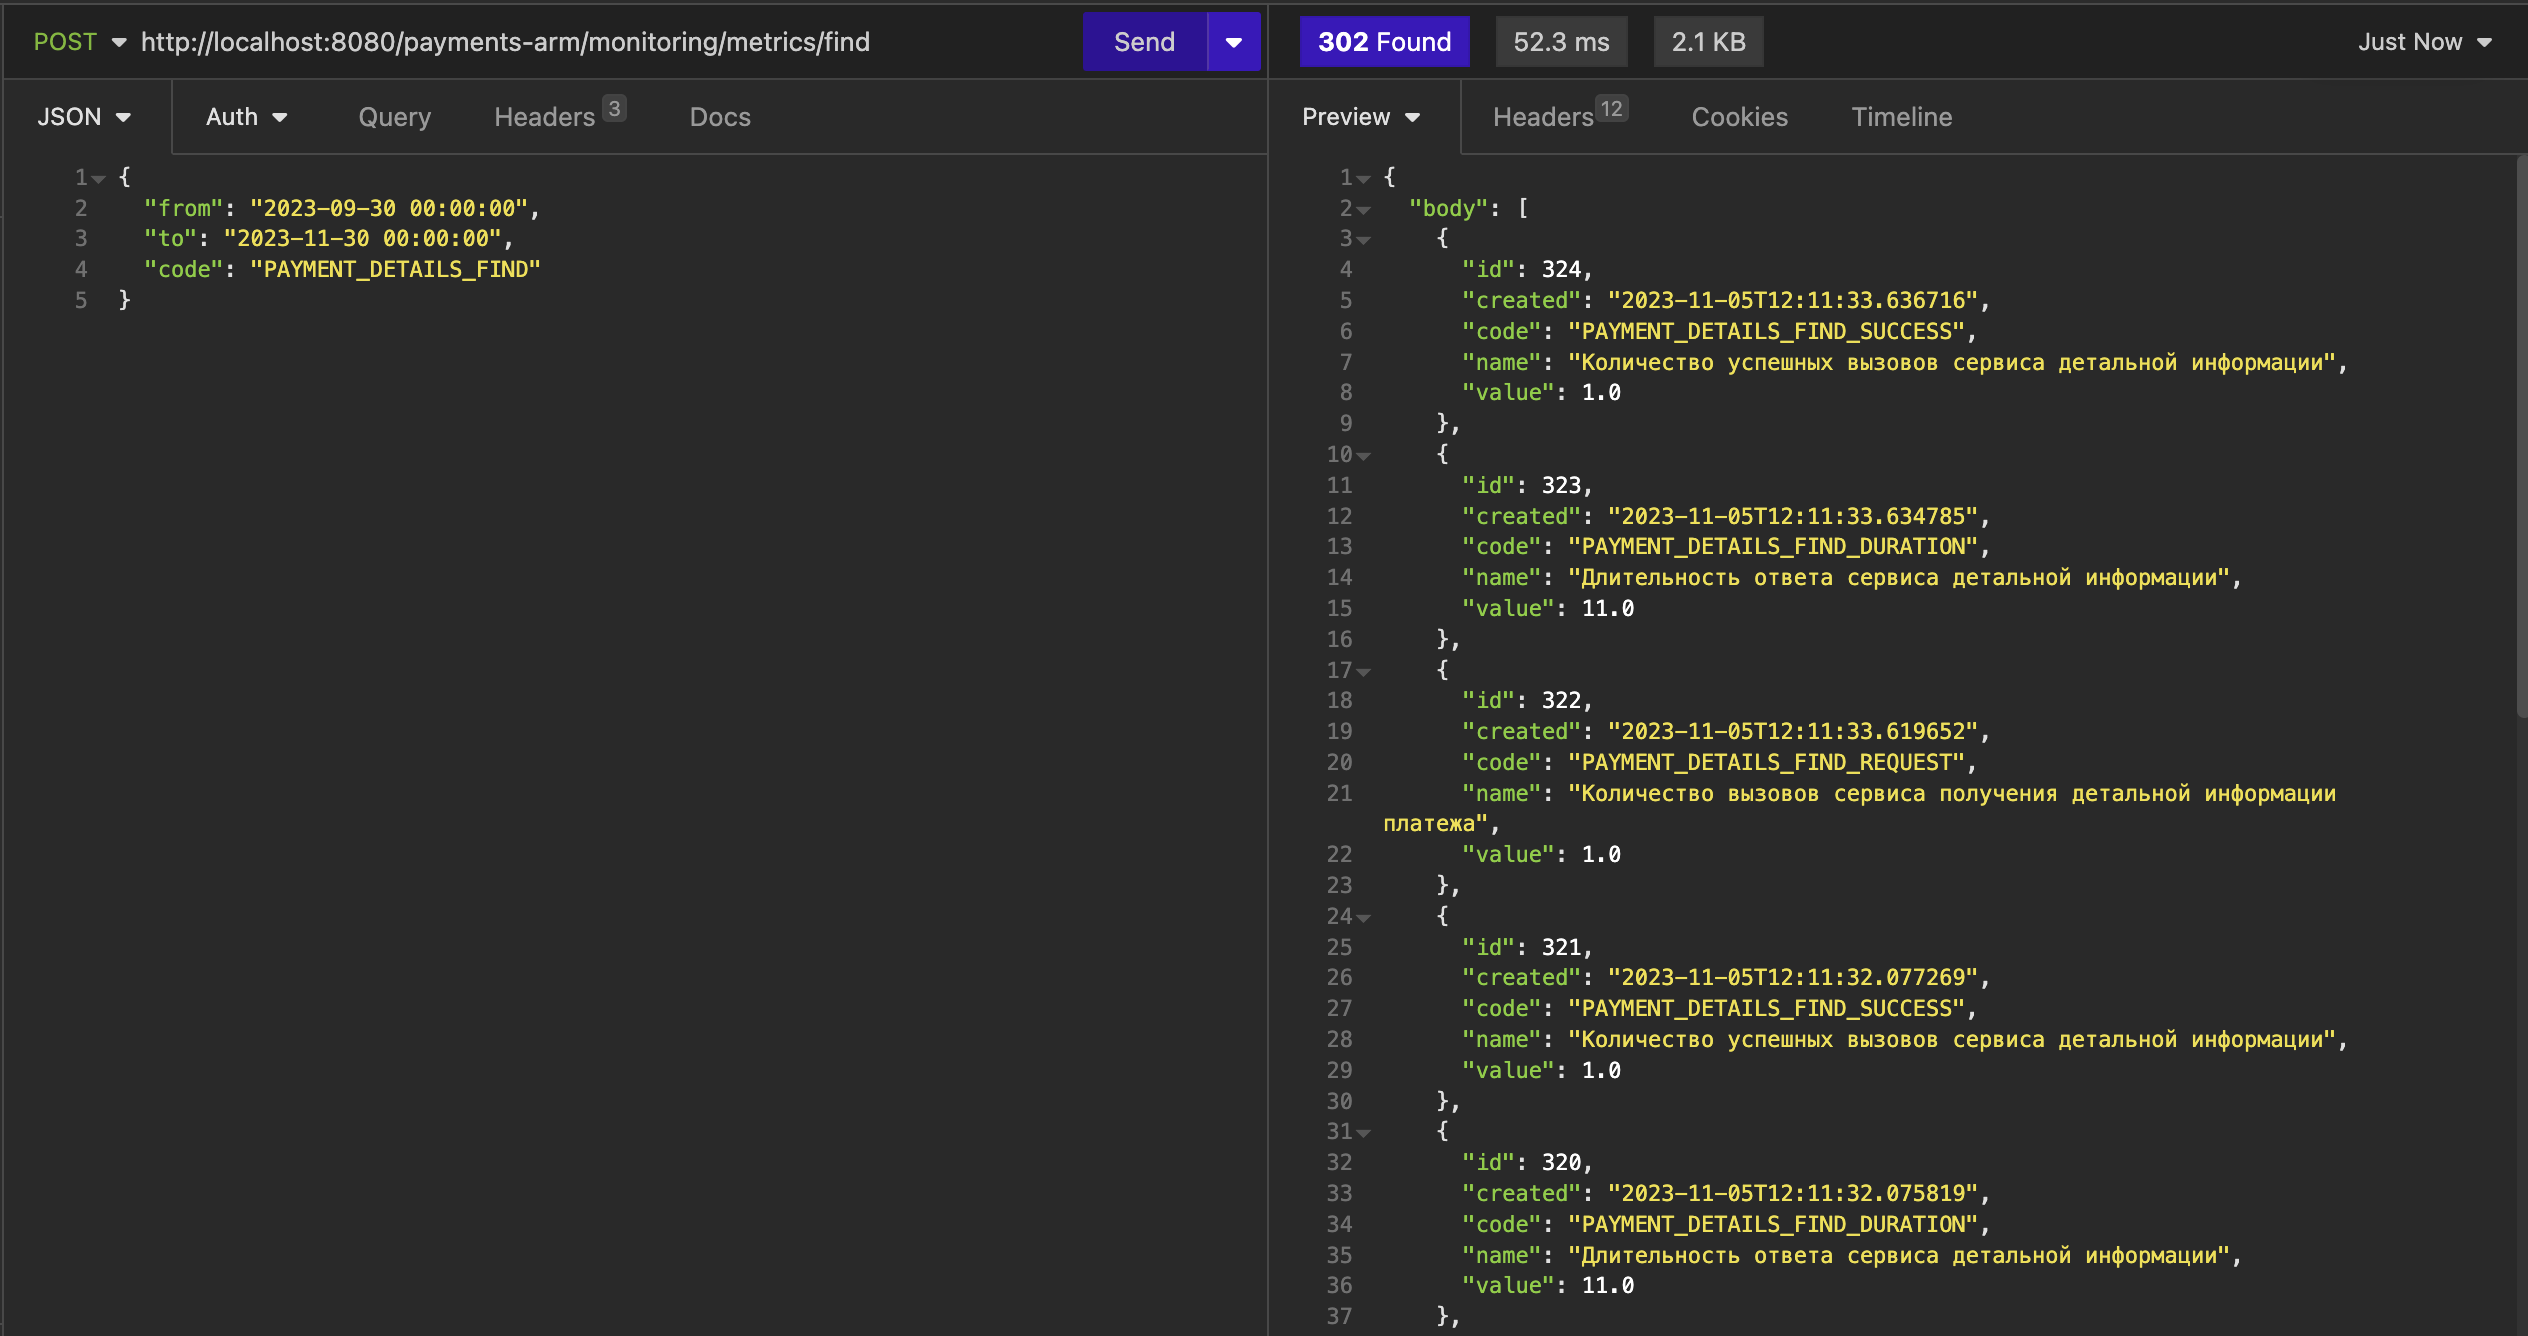 POST http://localhost:8080/payments-arm/monitoring/metrics/find Send
JSON Auth Query Headers 3 Docs
1 {
2 "from": "2023-09-30 00:00:00",
3 "to": "2023-11-30 00:00:00",
4 "code": "PAYMENT_DETAILS_FIND"
5 }
302 Found 52.3 ms 2.1 KB Just Now
Preview Headers 12 Cookies Timeline
1 {
2 "body": [
3 {
4 "id": 324,
5 "created": "2023-11-05T12:11:33.636716",
6 "code": "PAYMENT_DETAILS_FIND_SUCCESS",
7 "name": "Количество успешных вызовов сервиса детальной информации",
8 "value": 1.0
9 },
10 {
11 "id": 323,
12 "created": "2023-11-05T12:11:33.634785",
13 "code": "PAYMENT_DETAILS_FIND_DURATION",
14 "name": "Длительность ответа сервиса детальной информации",
15 "value": 11.0
16 },
17 {
18 "id": 322,
19 "created": "2023-11-05T12:11:33.619652",
20 "code": "PAYMENT_DETAILS_FIND_REQUEST",
21 "name": "Количество вызовов сервиса получения детальной информации
платежа",
22 "value": 1.0
23 },
24 {
25 "id": 321,
26 "created": "2023-11-05T12:11:32.077269",
27 "code": "PAYMENT_DETAILS_FIND_SUCCESS",
28 "name": "Количество успешных вызовов сервиса детальной информации",
29 "value": 1.0
30 },
31 {
32 "id": 320,
33 "created": "2023-11-05T12:11:32.075819",
34 "code": "PAYMENT_DETAILS_FIND_DURATION",
35 "name": "Длительность ответа сервиса детальной информации",
36 "value": 11.0
37 },